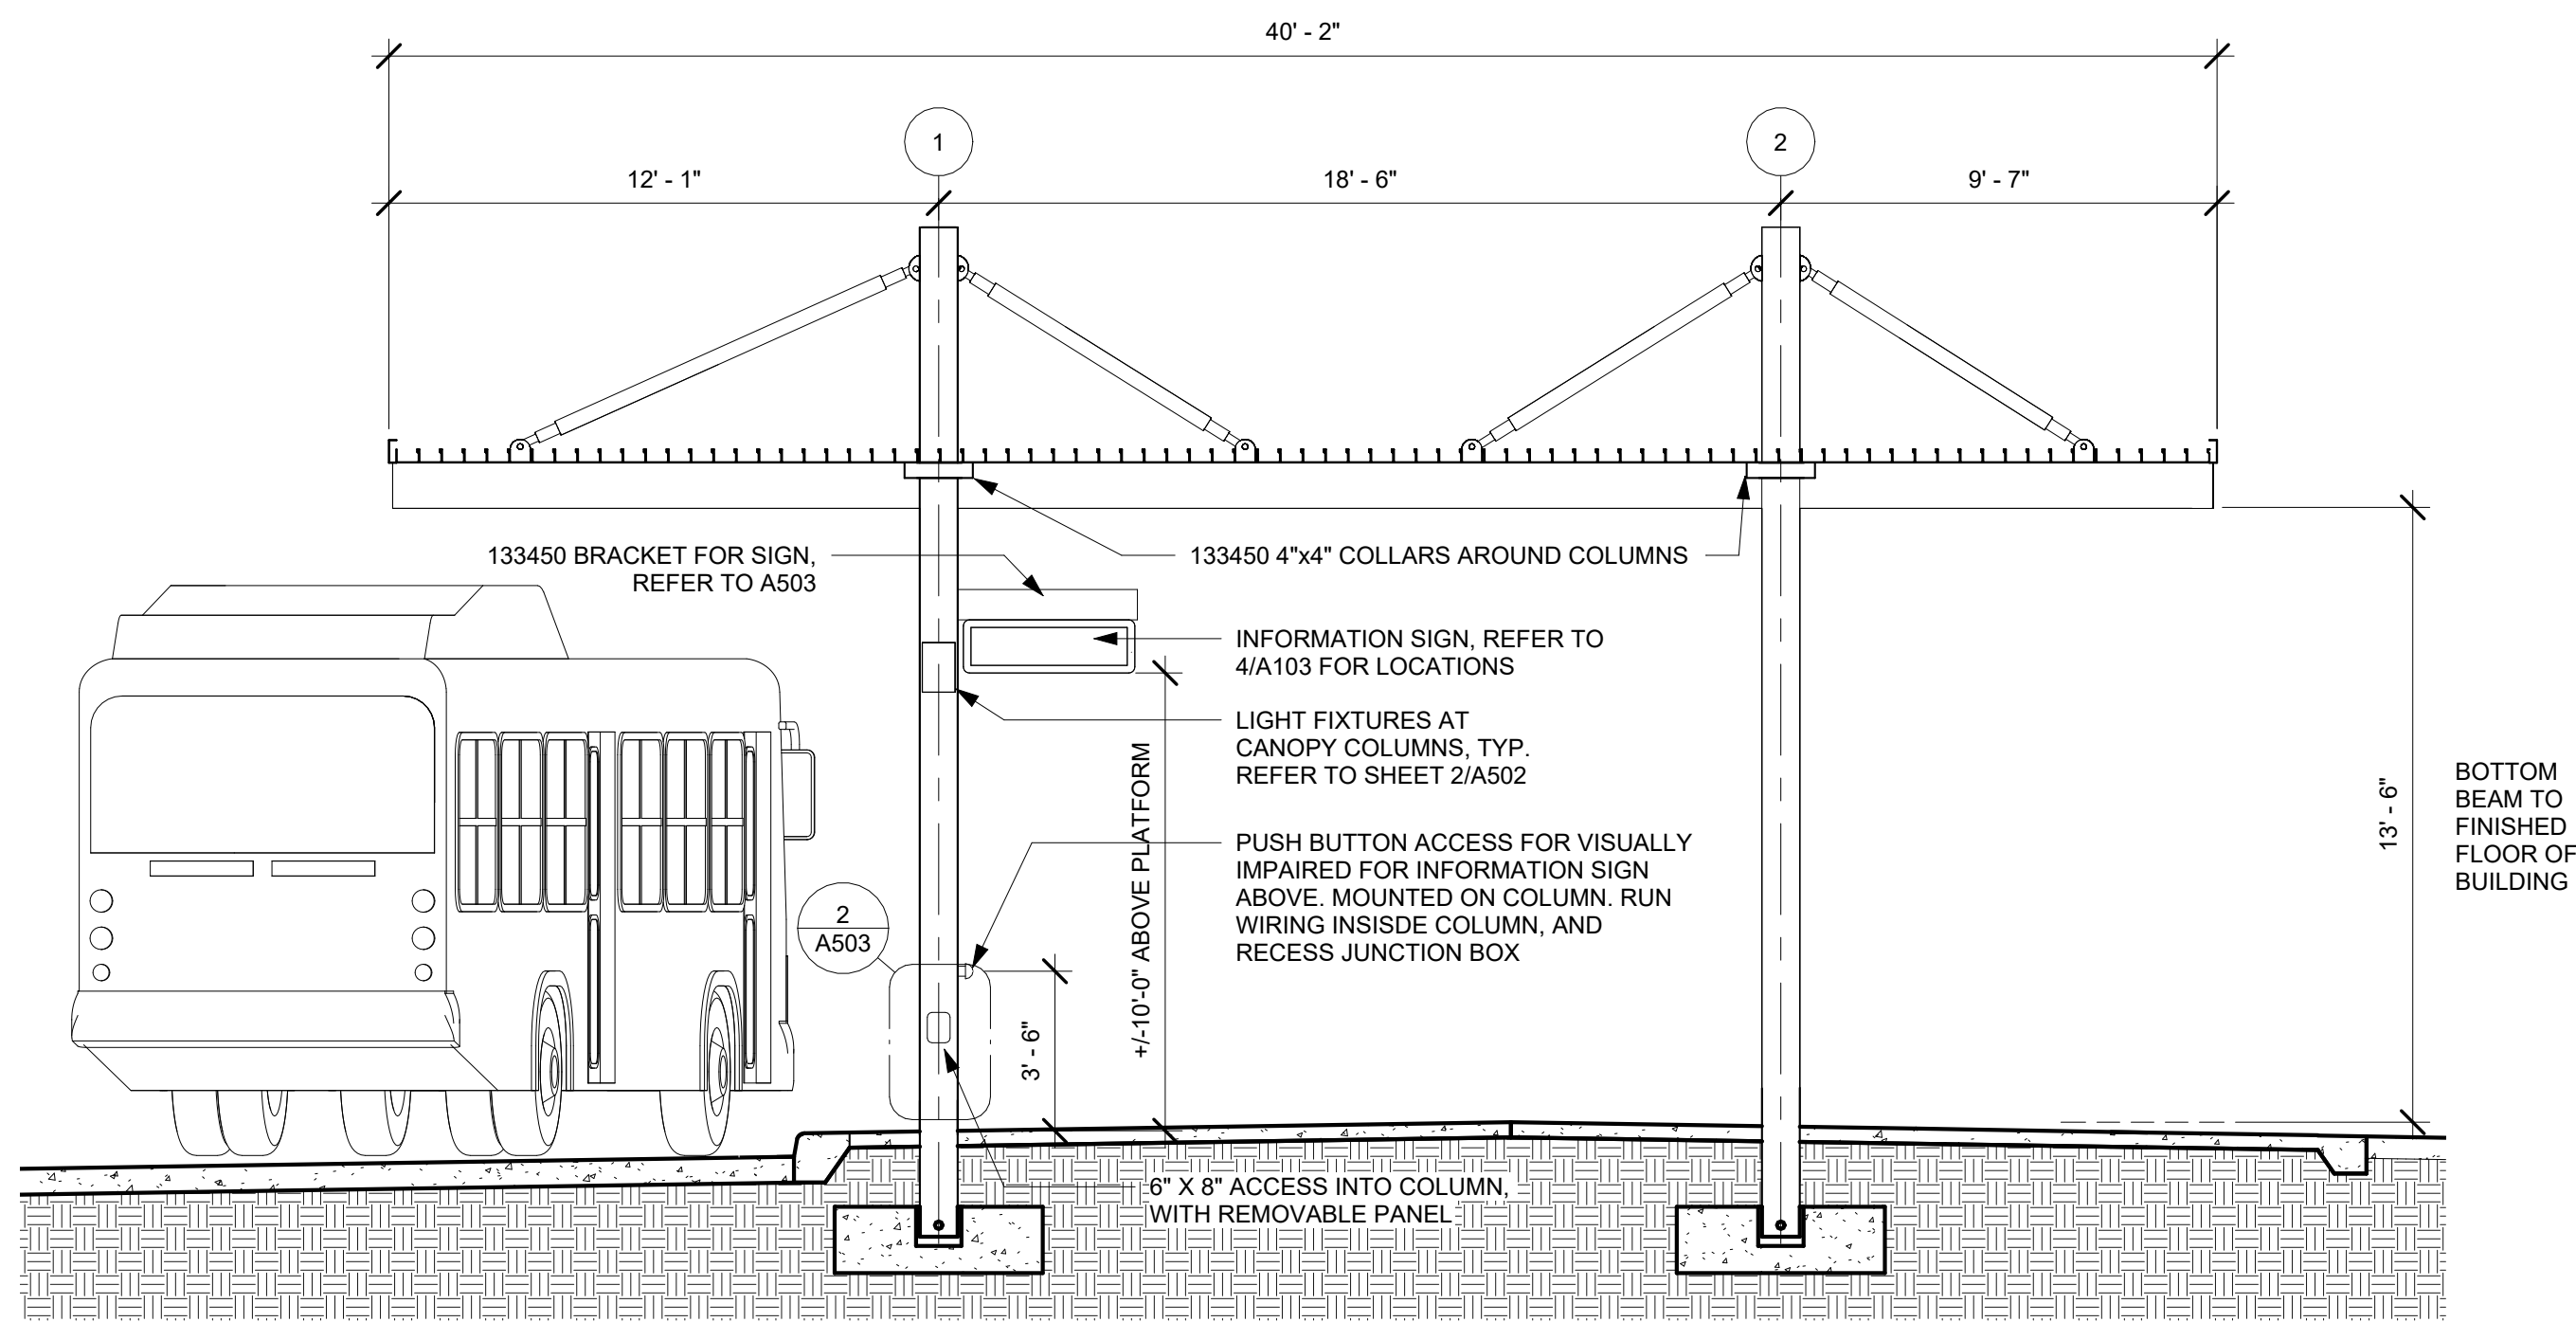 40' - 2"
1
2
12' - 1"
18' - 6"
9' - 7"
133450 BRACKET FOR SIGN,
REFER TO A503
133450 4"x4" COLLARS AROUND COLUMNS
INFORMATION SIGN, REFER TO
4/A103 FOR LOCATIONS
LIGHT FIXTURES AT
CANOPY COLUMNS, TYP.
REFER TO SHEET 2/A502
PUSH BUTTON ACCESS FOR VISUALLY
IMPAIRED FOR INFORMATION SIGN
ABOVE. MOUNTED ON COLUMN. RUN
WIRING INSISDE COLUMN, AND
RECESS JUNCTION BOX
2
A503
3' - 6"
+/-10'-0" ABOVE PLATFORM
13' - 6"
BOTTOM
BEAM TO
FINISHED
FLOOR OF
BUILDING
6" X 8" ACCESS INTO COLUMN,
WITH REMOVABLE PANEL